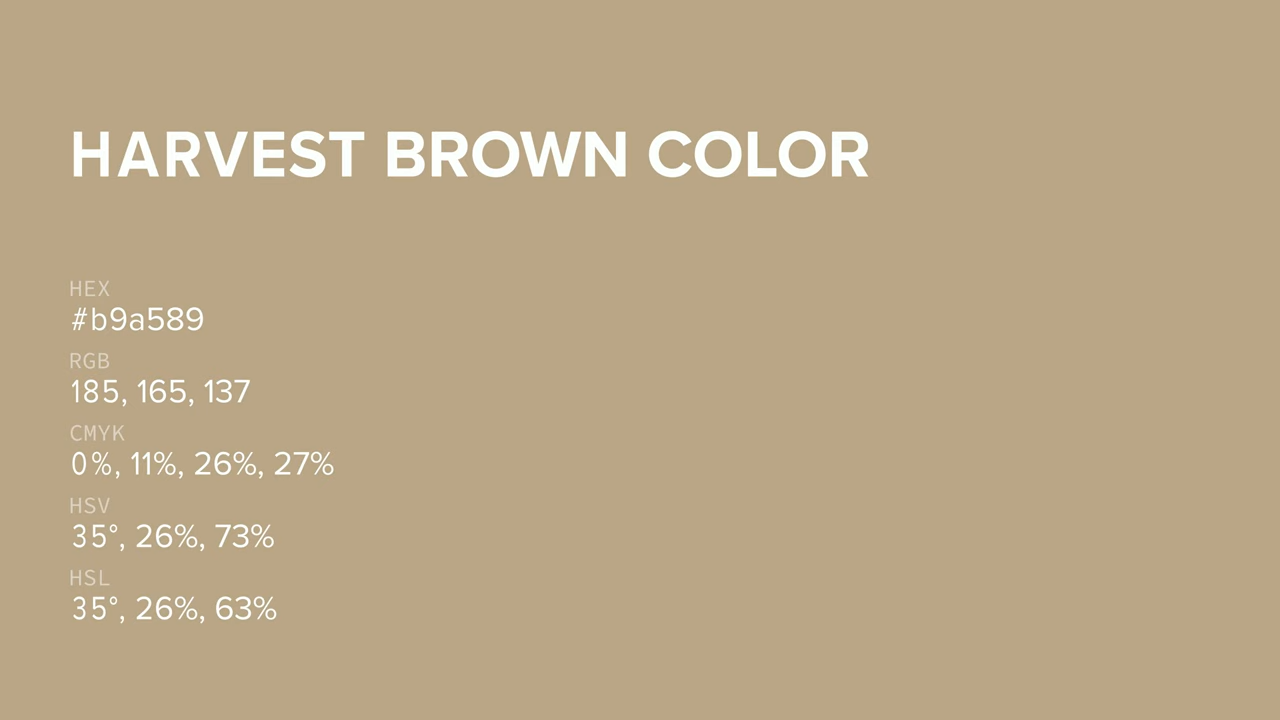 HARVEST BROWN COLOR
HEX
#b9a589
RGB
185, 165, 137
CMYK
0%, 11%, 26%, 27%
HSV
35°, 26%, 73%
HSL
35°, 26%, 63%